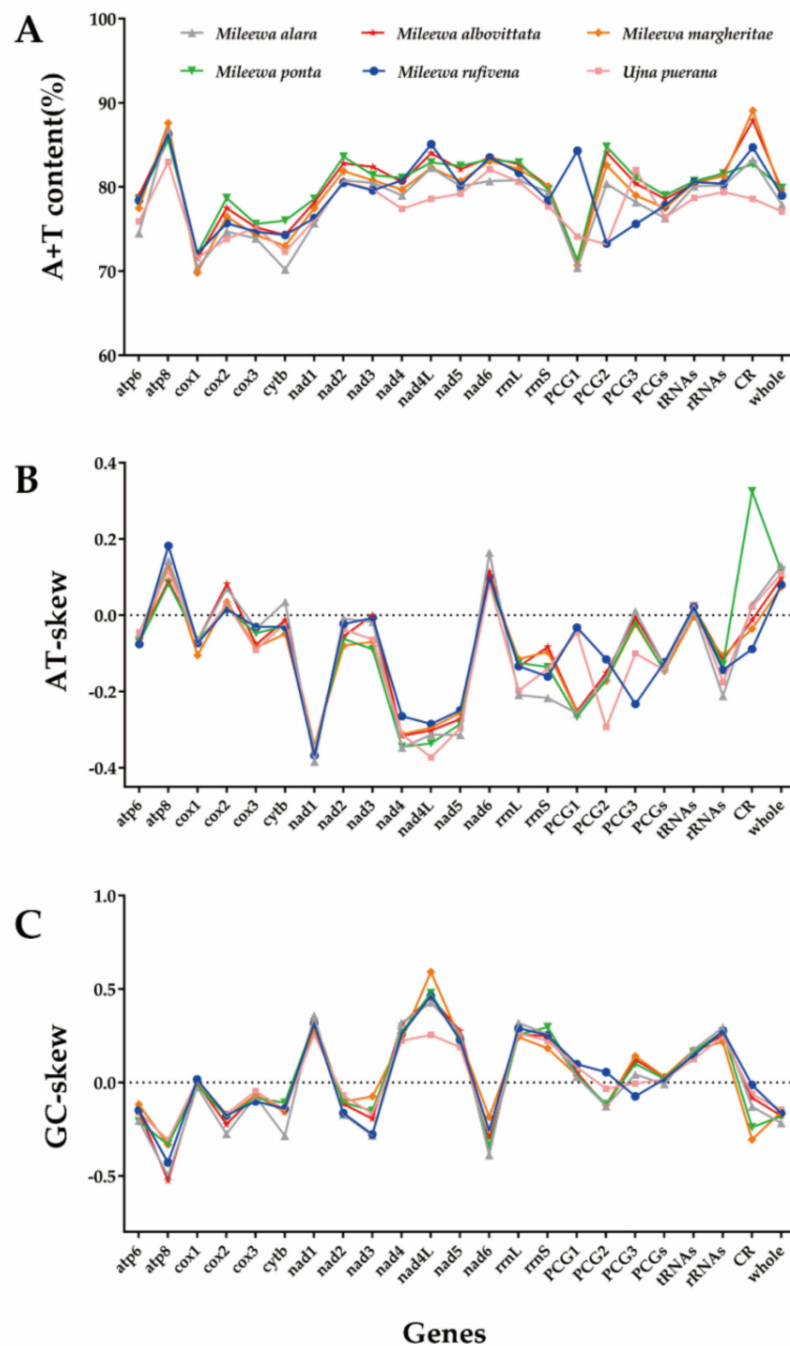 A
Mileewa alara
Mileewa albovittata
Mileewa margheritae
Mileewa ponta
Mileewa rufivena
Ujna puerana
A+T content(%)
100
90
80
70
60
atp6 atp8 cox1 cox2 cox3 cytb nad1 nad2 nad3 nad4 nad4L nad5 nad6 rrnL rrnS PCG1 PCG2 PCG3 PCGs tRNAs rRNAs CR whole
B
AT-skew
0.4
0.2
0.0
-0.2
-0.4
atp6 atp8 cox1 cox2 cox3 cytb nad1 nad2 nad3 nad4 nad4L nad5 nad6 rrnL rrnS PCG1 PCG2 PCG3 PCGs tRNAs rRNAs CR whole
C
GC-skew
1.0
0.5
0.0
-0.5
atp6 atp8 cox1 cox2 cox3 cytb nad1 nad2 nad3 nad4 nad4L nad5 nad6 rrnL rrnS PCG1 PCG2 PCG3 PCGs tRNAs rRNAs CR whole
Genes